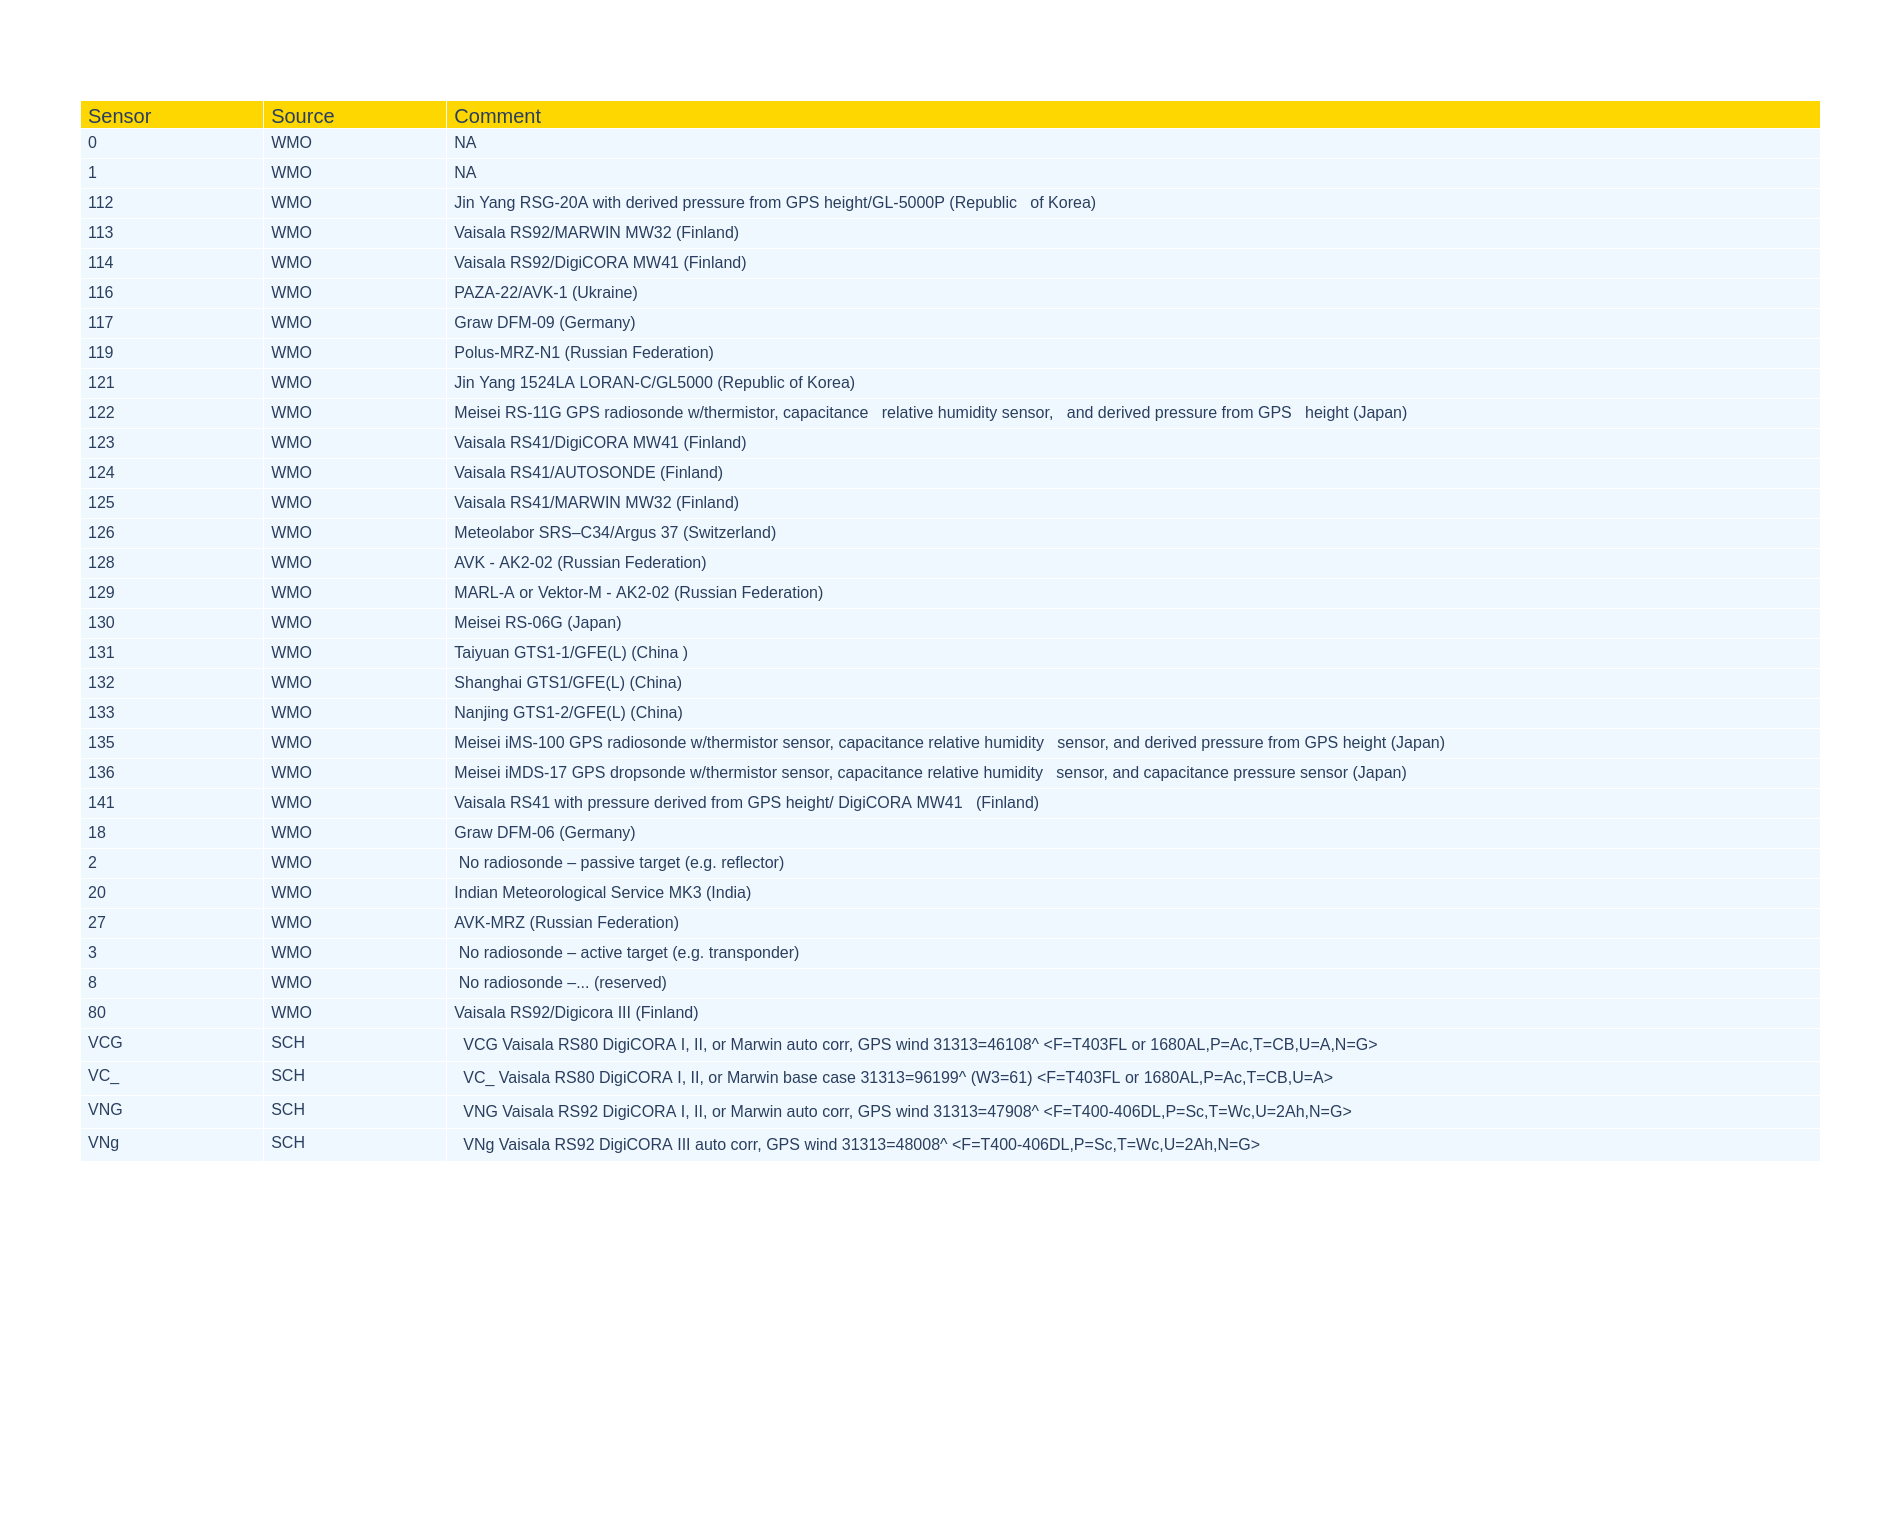 Sensor Source Comment
0 WMO NA
1 WMO NA
112 WMO Jin Yang RSG-20A with derived pressure from GPS height/GL-5000P (Republic   of Korea)
113 WMO Vaisala RS92/MARWIN MW32 (Finland)
114 WMO Vaisala RS92/DigiCORA MW41 (Finland)
116 WMO PAZA-22/AVK-1 (Ukraine)
117 WMO Graw DFM-09 (Germany)
119 WMO Polus-MRZ-N1 (Russian Federation)
121 WMO Jin Yang 1524LA LORAN-C/GL5000 (Republic of Korea)
122 WMO Meisei RS-11G GPS radiosonde w/thermistor, capacitance   relative humidity sensor,   and derived pressure from GPS   height (Japan)
123 WMO Vaisala RS41/DigiCORA MW41 (Finland)
124 WMO Vaisala RS41/AUTOSONDE (Finland)
125 WMO Vaisala RS41/MARWIN MW32 (Finland)
126 WMO Meteolabor SRS–C34/Argus 37 (Switzerland)
128 WMO AVK - AK2-02 (Russian Federation)
129 WMO MARL-A or Vektor-M - AK2-02 (Russian Federation)
130 WMO Meisei RS-06G (Japan)
131 WMO Taiyuan GTS1-1/GFE(L) (China )
132 WMO Shanghai GTS1/GFE(L) (China)
133 WMO Nanjing GTS1-2/GFE(L) (China)
135 WMO Meisei iMS-100 GPS radiosonde w/thermistor sensor, capacitance relative humidity   sensor, and derived pressure from GPS height (Japan)
136 WMO Meisei iMDS-17 GPS dropsonde w/thermistor sensor, capacitance relative humidity   sensor, and capacitance pressure sensor (Japan)
141 WMO Vaisala RS41 with pressure derived from GPS height/ DigiCORA MW41   (Finland)
18 WMO Graw DFM-06 (Germany)
2 WMO No radiosonde – passive target (e.g. reflector)
20 WMO Indian Meteorological Service MK3 (India)
27 WMO AVK-MRZ (Russian Federation)
3 WMO No radiosonde – active target (e.g. transponder)
8 WMO No radiosonde –... (reserved)
80 WMO Vaisala RS92/Digicora III (Finland)
VCG SCH VCG Vaisala RS80 DigiCORA I, II, or Marwin auto corr, GPS wind 31313=46108^ <F=T403FL or 1680AL,P=Ac,T=CB,U=A,N=G>
VC_ SCH VC_ Vaisala RS80 DigiCORA I, II, or Marwin base case 31313=96199^ (W3=61) <F=T403FL or 1680AL,P=Ac,T=CB,U=A>
VNG SCH VNG Vaisala RS92 DigiCORA I, II, or Marwin auto corr, GPS wind 31313=47908^ <F=T400-406DL,P=Sc,T=Wc,U=2Ah,N=G>
VNg SCH VNg Vaisala RS92 DigiCORA III auto corr, GPS wind 31313=48008^ <F=T400-406DL,P=Sc,T=Wc,U=2Ah,N=G>